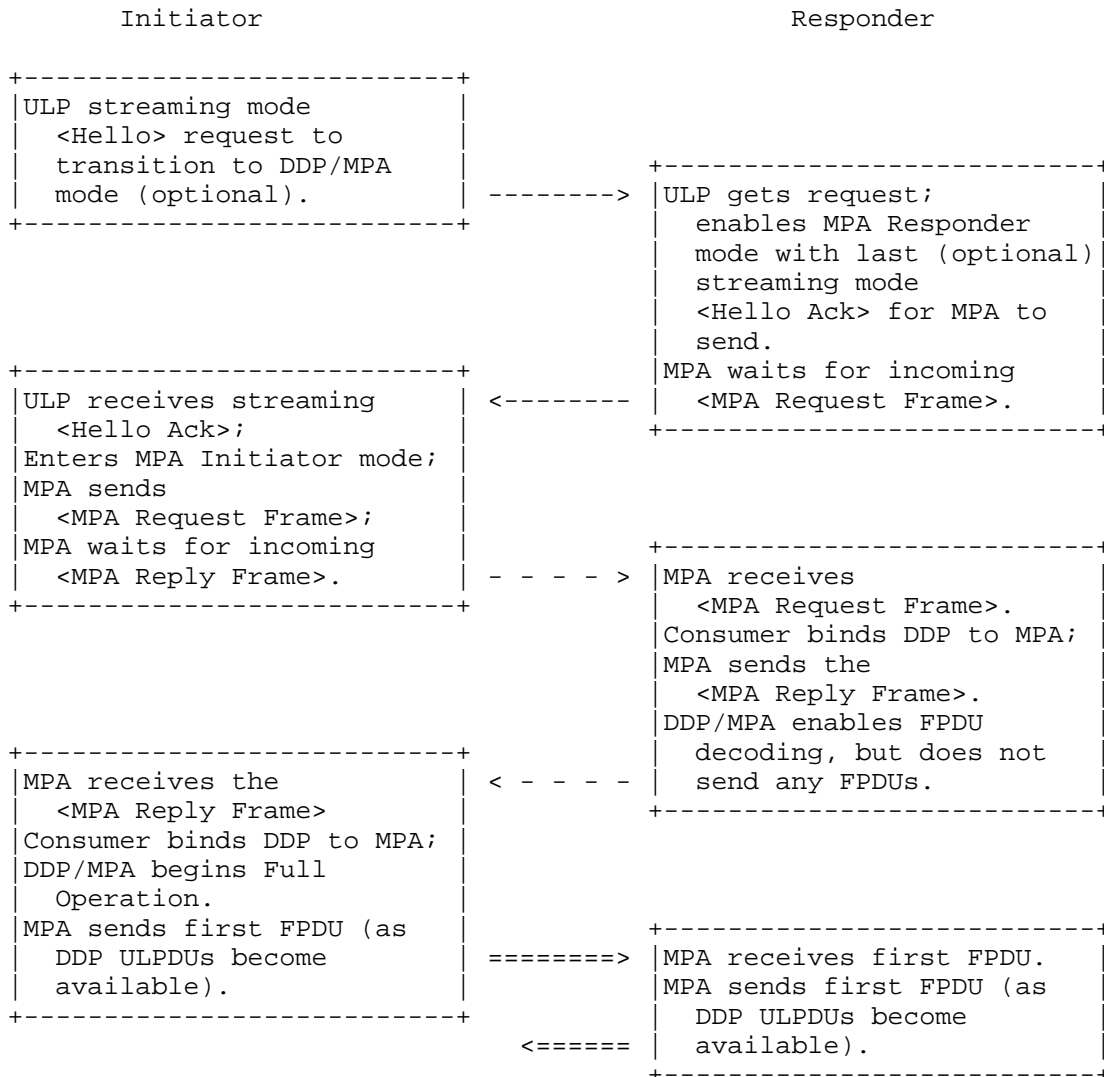 Initiator
Responder
ULP streaming mode
<Hello> request to
transition to DDP/MPA
mode (optional).
-------->
ULP gets request;
enables MPA Responder
mode with last (optional)
streaming mode
<Hello Ack> for MPA to
send.
MPA waits for incoming
<MPA Request Frame>.
<--------
ULP receives streaming
<Hello Ack>;
Enters MPA Initiator mode;
MPA sends
<MPA Request Frame>;
MPA waits for incoming
<MPA Reply Frame>.
- - - - >
MPA receives
<MPA Request Frame>.
Consumer binds DDP to MPA;
MPA sends the
<MPA Reply Frame>.
DDP/MPA enables FPDU
decoding, but does not
send any FPDUs.
< - - - -
MPA receives the
<MPA Reply Frame>
Consumer binds DDP to MPA;
DDP/MPA begins Full
Operation.
MPA sends first FPDU (as
DDP ULPDUs become
available).
========>
MPA receives first FPDU.
MPA sends first FPDU (as
DDP ULPDUs become
available).
<======